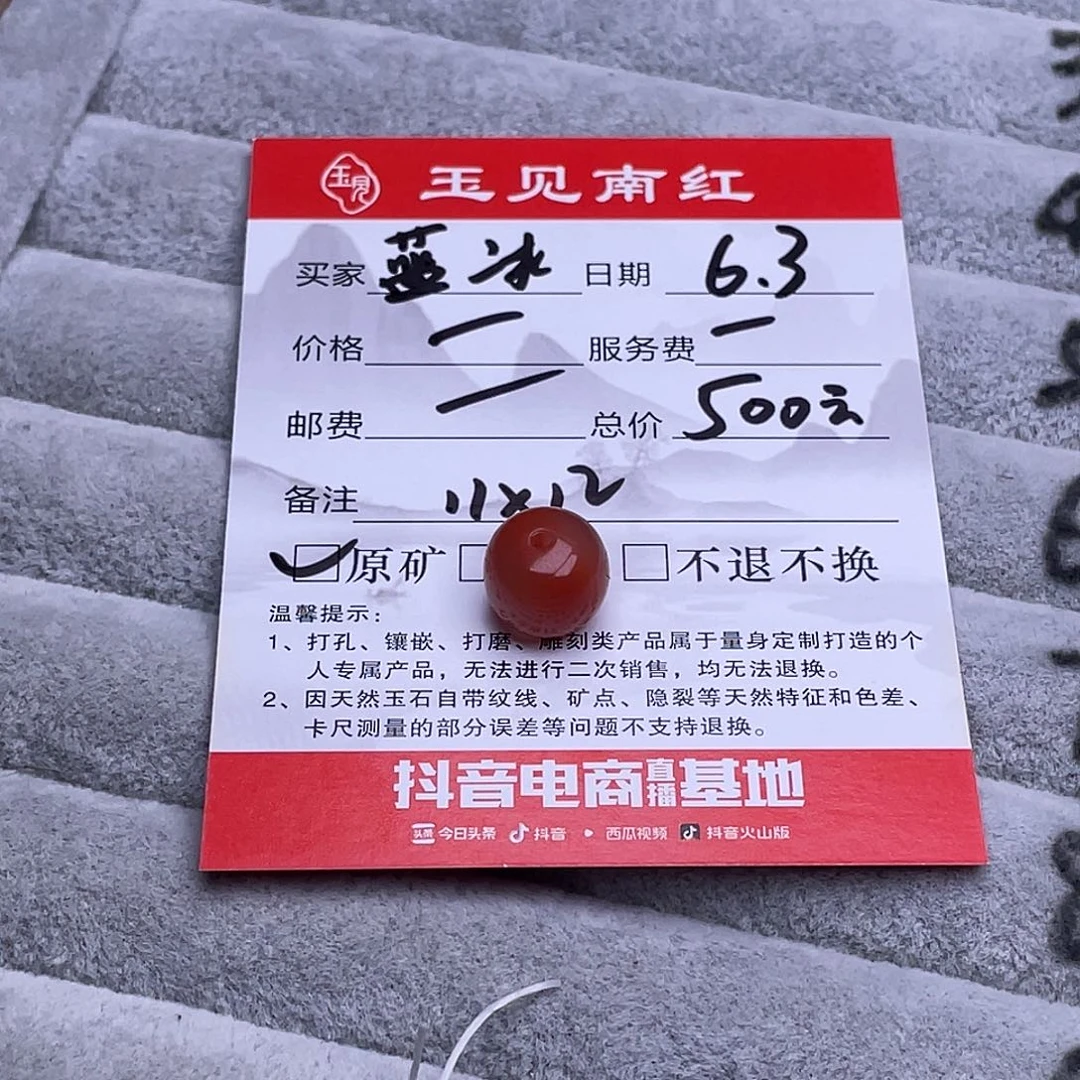 玉见 玉见南红
买家 蓝冰 日期 6.3
价格 一 服务费 一
邮费 一 总价 500元
备注 11x12
原矿 不退不换
温馨提示：
1、打孔、镶嵌、打磨、雕刻类产品属于量身定制打造的个
人专属产品，无法进行二次销售，均无法退换。
2、因天然玉石自带纹线、矿点、隐裂等天然特征和色差、
卡尺测量的部分误差等问题不支持退换。
抖音电商直播基地
头条 今日头条 抖音 西瓜视频 抖音火山版